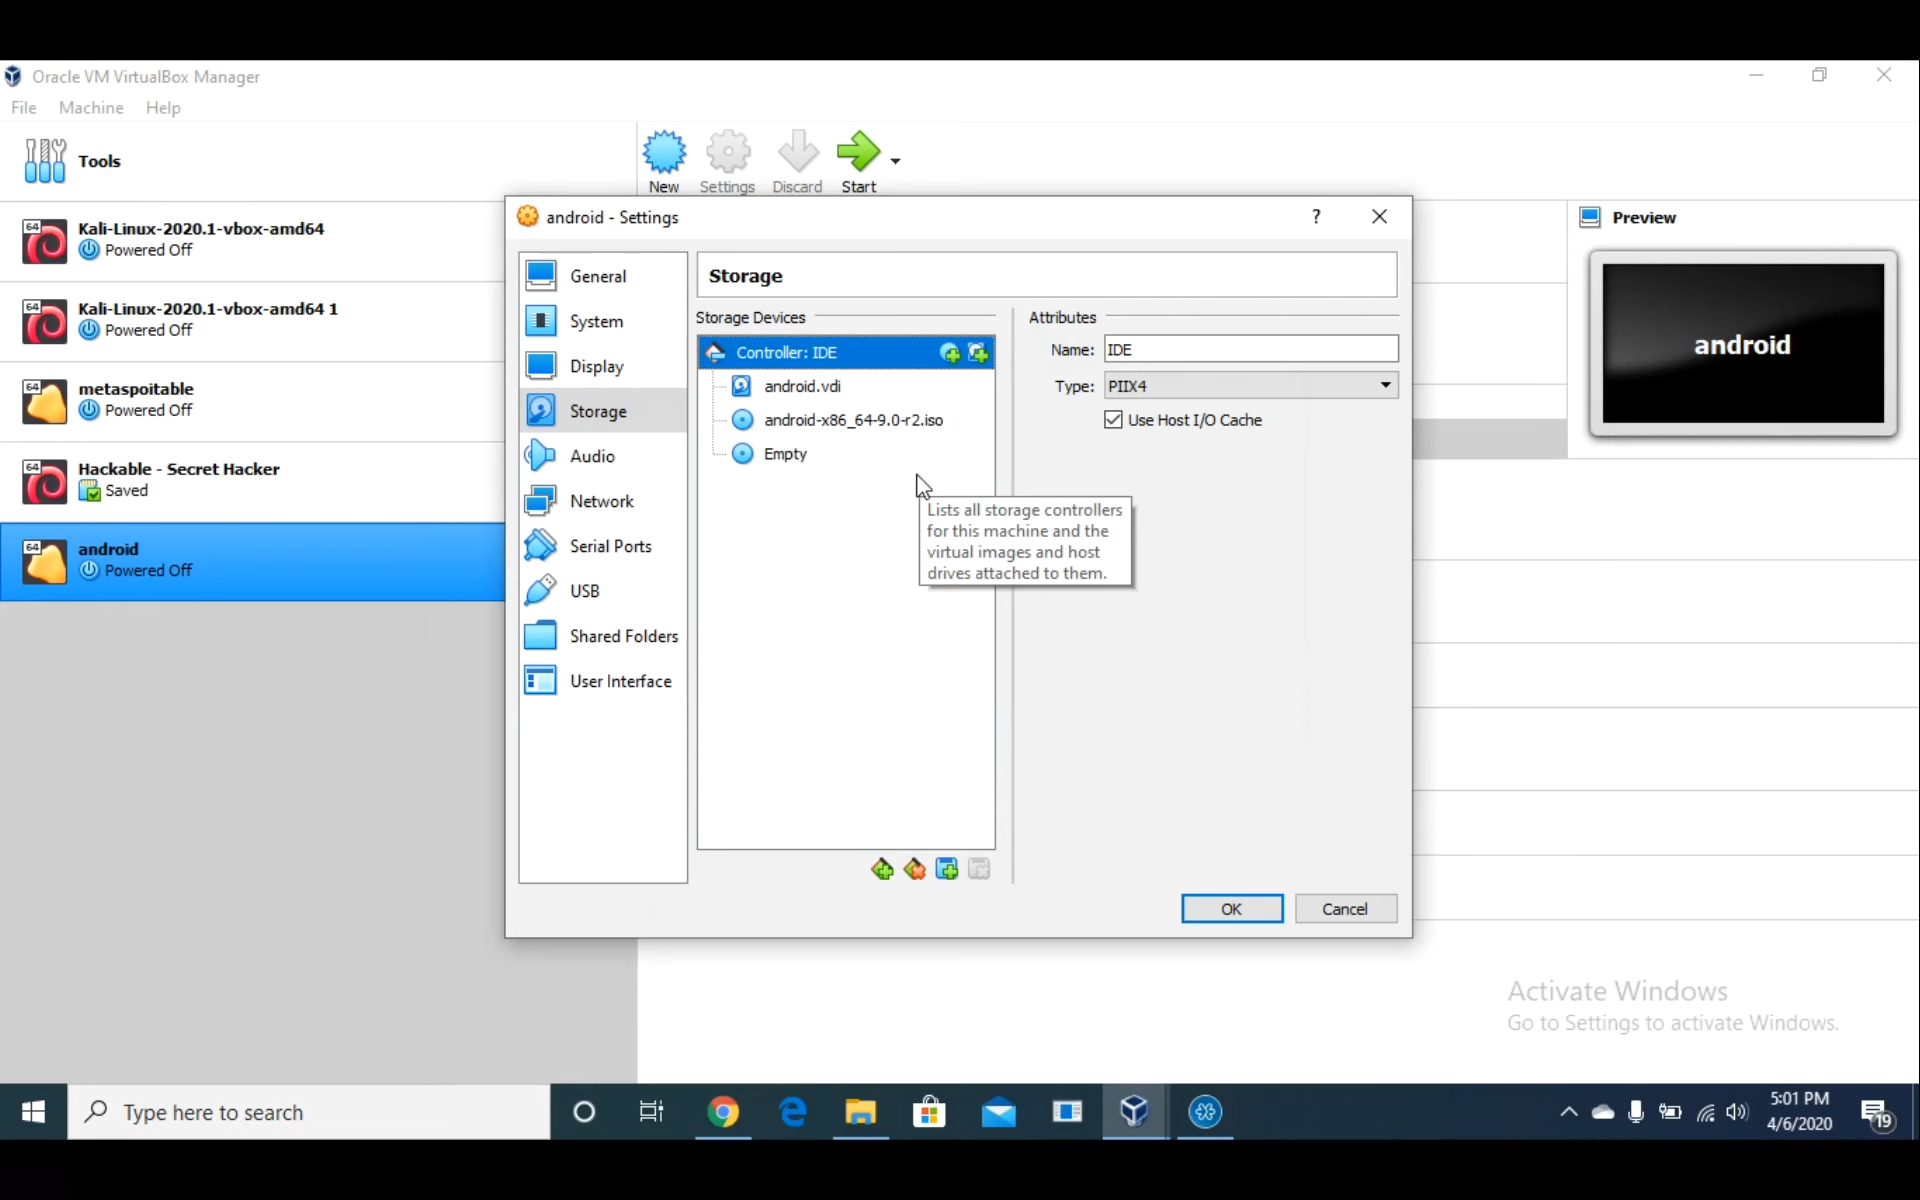 Oracle VM VirtualBox Manager
File Machine Help
Tools
New Settings Discard Start
64
Kali-Linux-2020.1-vbox-amd64
Powered Off
64
Kali-Linux-2020.1-vbox-amd64 1
Powered Off
64
metaspoitable
Powered Off
64
Hackable - Secret Hacker
Saved
64
android
Powered Off
android - Settings
?
General
System
Display
Storage
Audio
Network
Serial Ports
USB
Shared Folders
User Interface
Storage
Storage Devices
Controller: IDE
android.vdi
android-x86_64-9.0-r2.iso
Empty
Attributes
Name: IDE
Type: PIIX4
Use Host I/O Cache
Lists all storage controllers
for this machine and the
virtual images and host
drives attached to them.
OK Cancel
Preview
android
Activate Windows
Go to Settings to activate Windows.
Type here to search
5:01 PM
4/6/2020
19